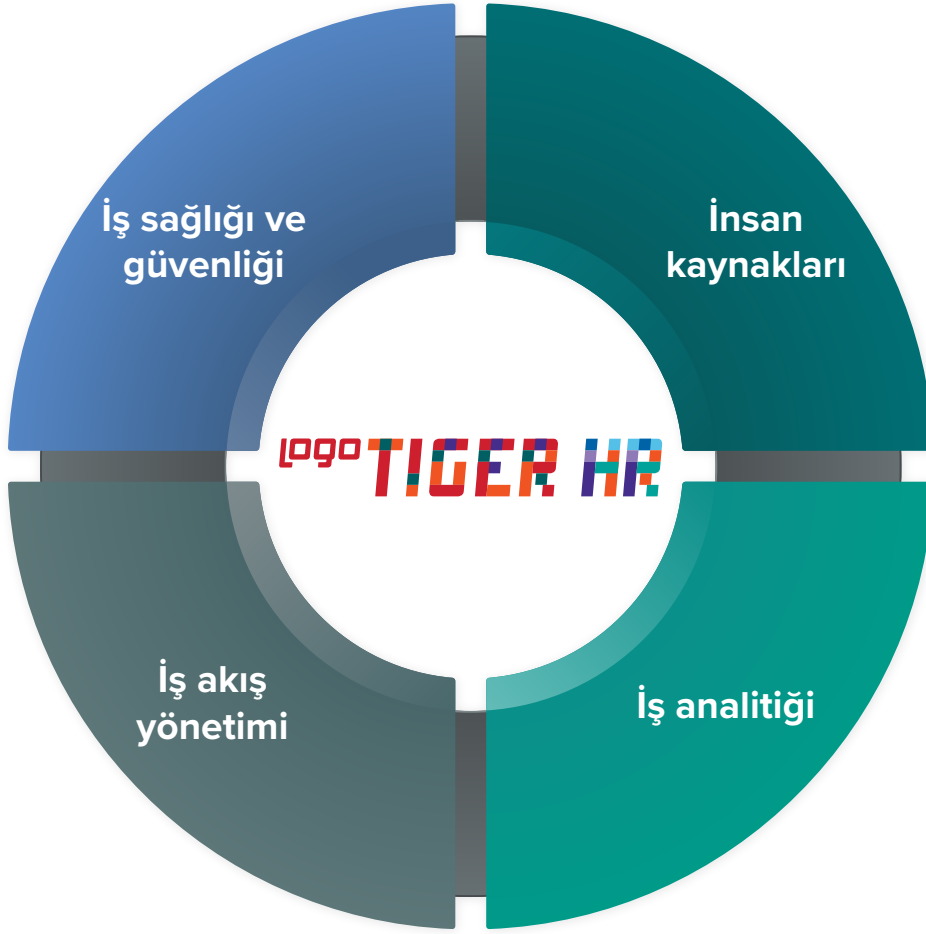 İş sağlığı ve
güvenliği
İnsan
kaynakları
logo TIGER HR
İş akış
yönetimi
İş analitiği